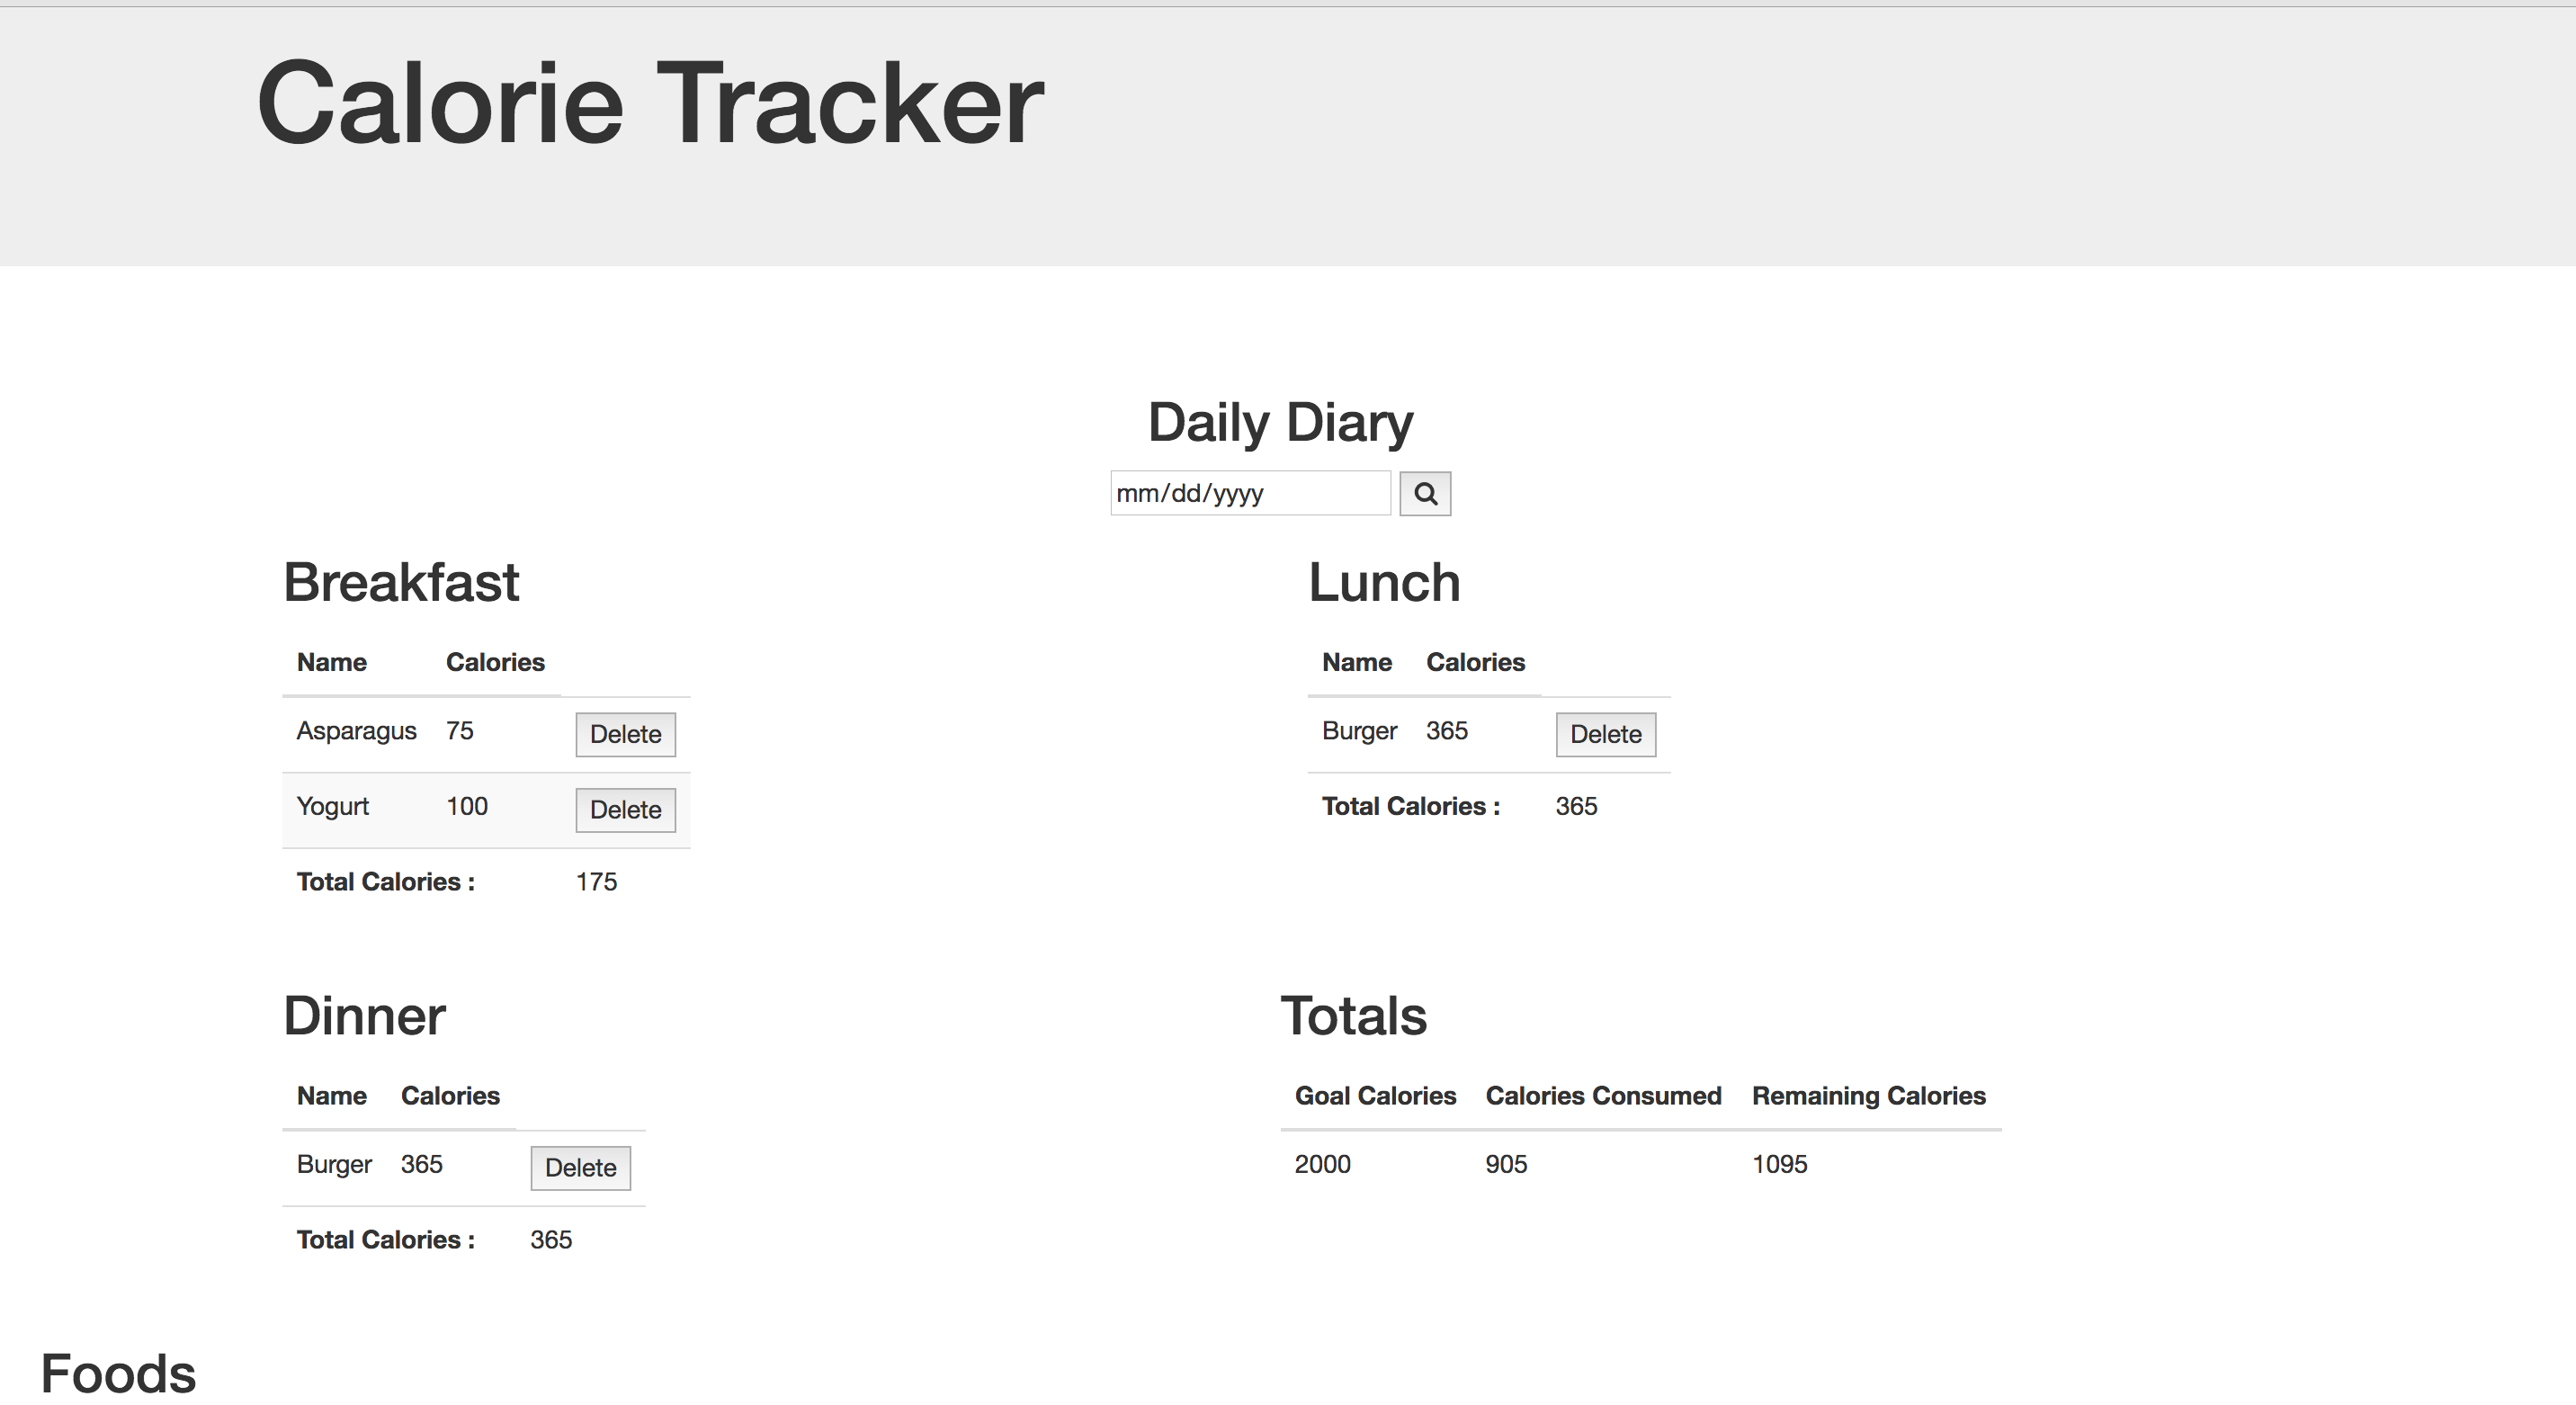 Calorie Tracker
Daily Diary
mm/dd/yyyy
Breakfast
Name Calories
Asparagus 75 Delete
Yogurt 100 Delete
Total Calories : 175
Lunch
Name Calories
Burger 365 Delete
Total Calories : 365
Dinner
Name Calories
Burger 365 Delete
Total Calories : 365
Totals
Goal Calories Calories Consumed Remaining Calories
2000 905 1095
Foods